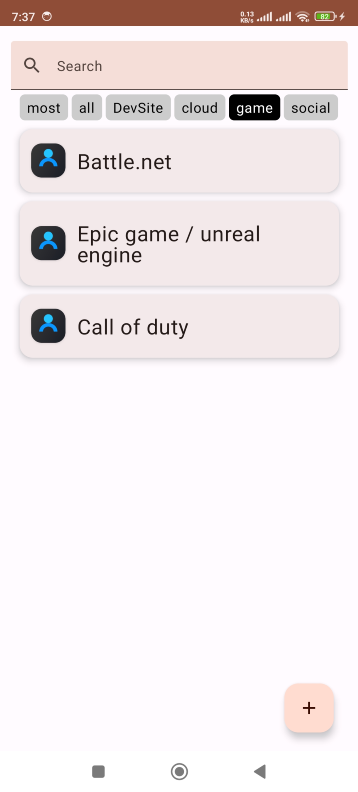 7:37 0.13 KB/s 82
Search
most all DevSite cloud game social
Battle.net
Epic game / unreal
engine
Call of duty
+